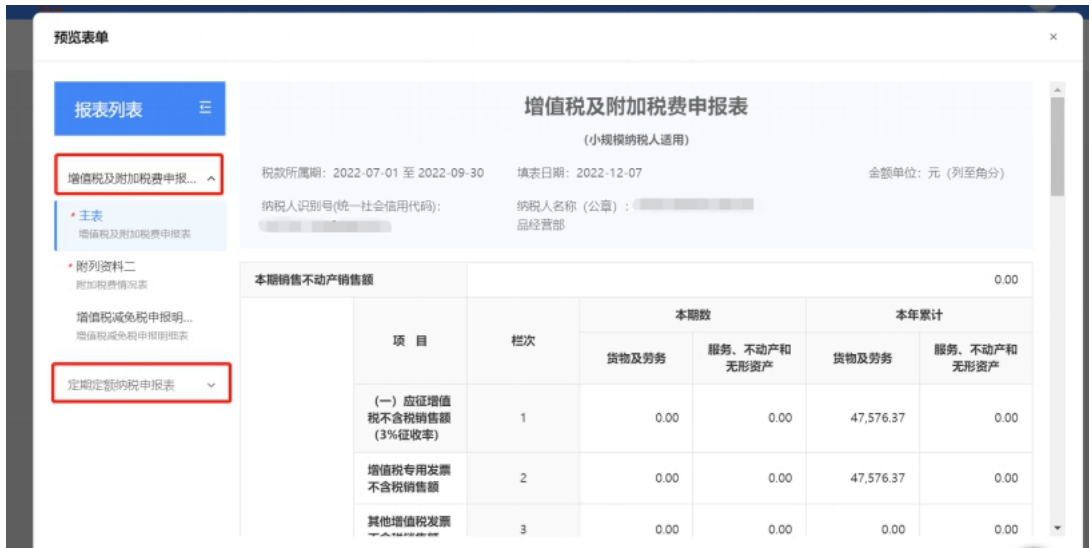 预览表单
×
报表列表
增值税及附加税费申报...
* 主表
增值税及附加税费申报表
* 附列资料二
附加税费情况表
增值税减免税申报明...
增值税减免税申报明细表
定期定额纳税申报表
增值税及附加税费申报表
(小规模纳税人适用)
税款所属期：2022-07-01 至 2022-09-30 填表日期：2022-12-07 金额单位：元（列至角分）
纳税人识别号(统一社会信用代码)： 纳税人名称（公章）：
品经营部
本期销售不动产销售额 0.00
项 目 栏次 本期数 本年累计
货物及劳务 服务、不动产和 货物及劳务 服务、不动产和
无形资产 无形资产
（一）应征增值
税不含税销售额
(3%征收率) 1 0.00 0.00 47,576.37 0.00
增值税专用发票
不含税销售额 2 0.00 0.00 47,576.37 0.00
其他增值税发票
3 0.00 0.00 0.00 0.00